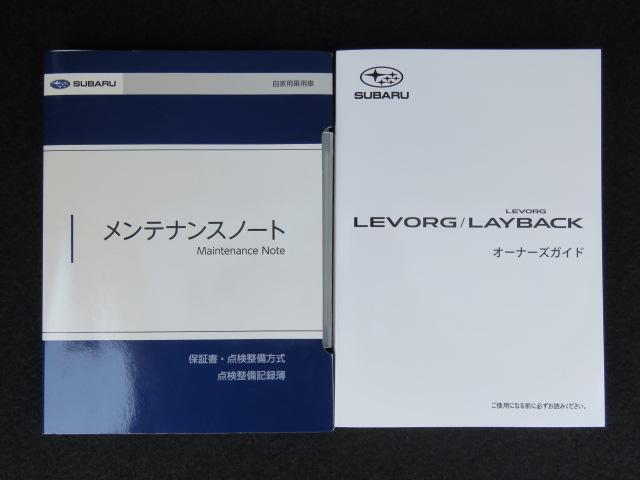 SUBARU
自家用乗用車
メンテナンスノート
Maintenance Note
保証書・点検整備方式
点検整備記録簿
SUBARU
LEVORG
LEVORG/LAYBACK
オーナーズガイド
ご使用になる前に必ずお読みください。